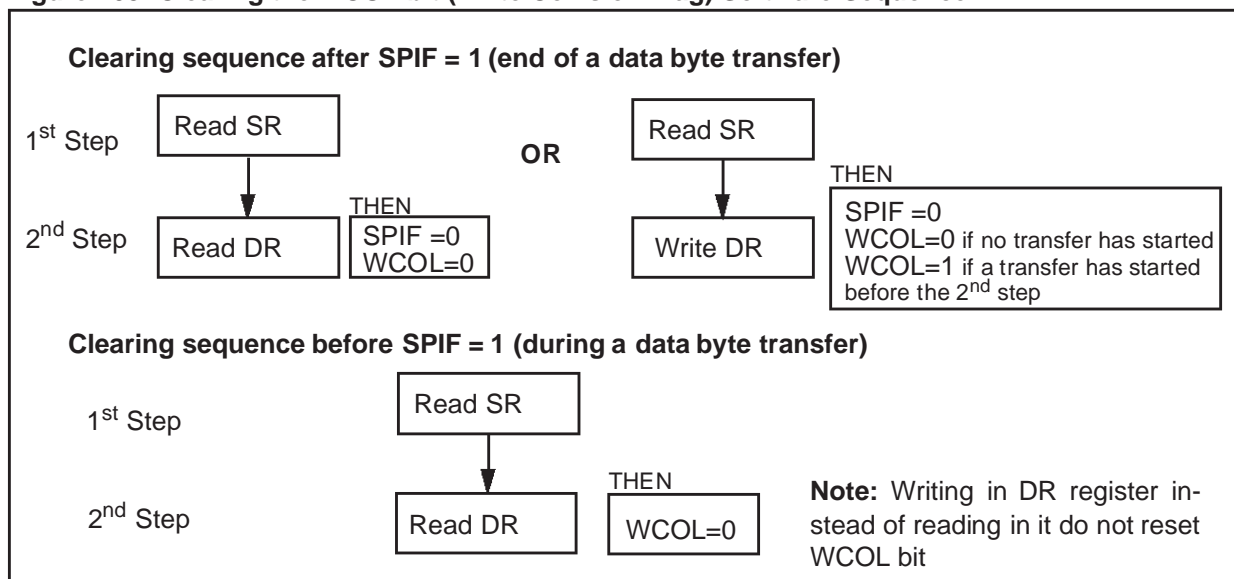 Clearing sequence after SPIF = 1 (end of a data byte transfer)
1st Step
Read SR
OR
Read SR
THEN
2nd Step
Read DR
THEN
SPIF =0
WCOL=0
Write DR
SPIF =0
WCOL=0 if no transfer has started
WCOL=1 if a transfer has started
before the 2nd step
Clearing sequence before SPIF = 1 (during a data byte transfer)
1st Step
Read SR
2nd Step
Read DR
THEN
WCOL=0
Note: Writing in DR register in-
stead of reading in it do not reset
WCOL bit